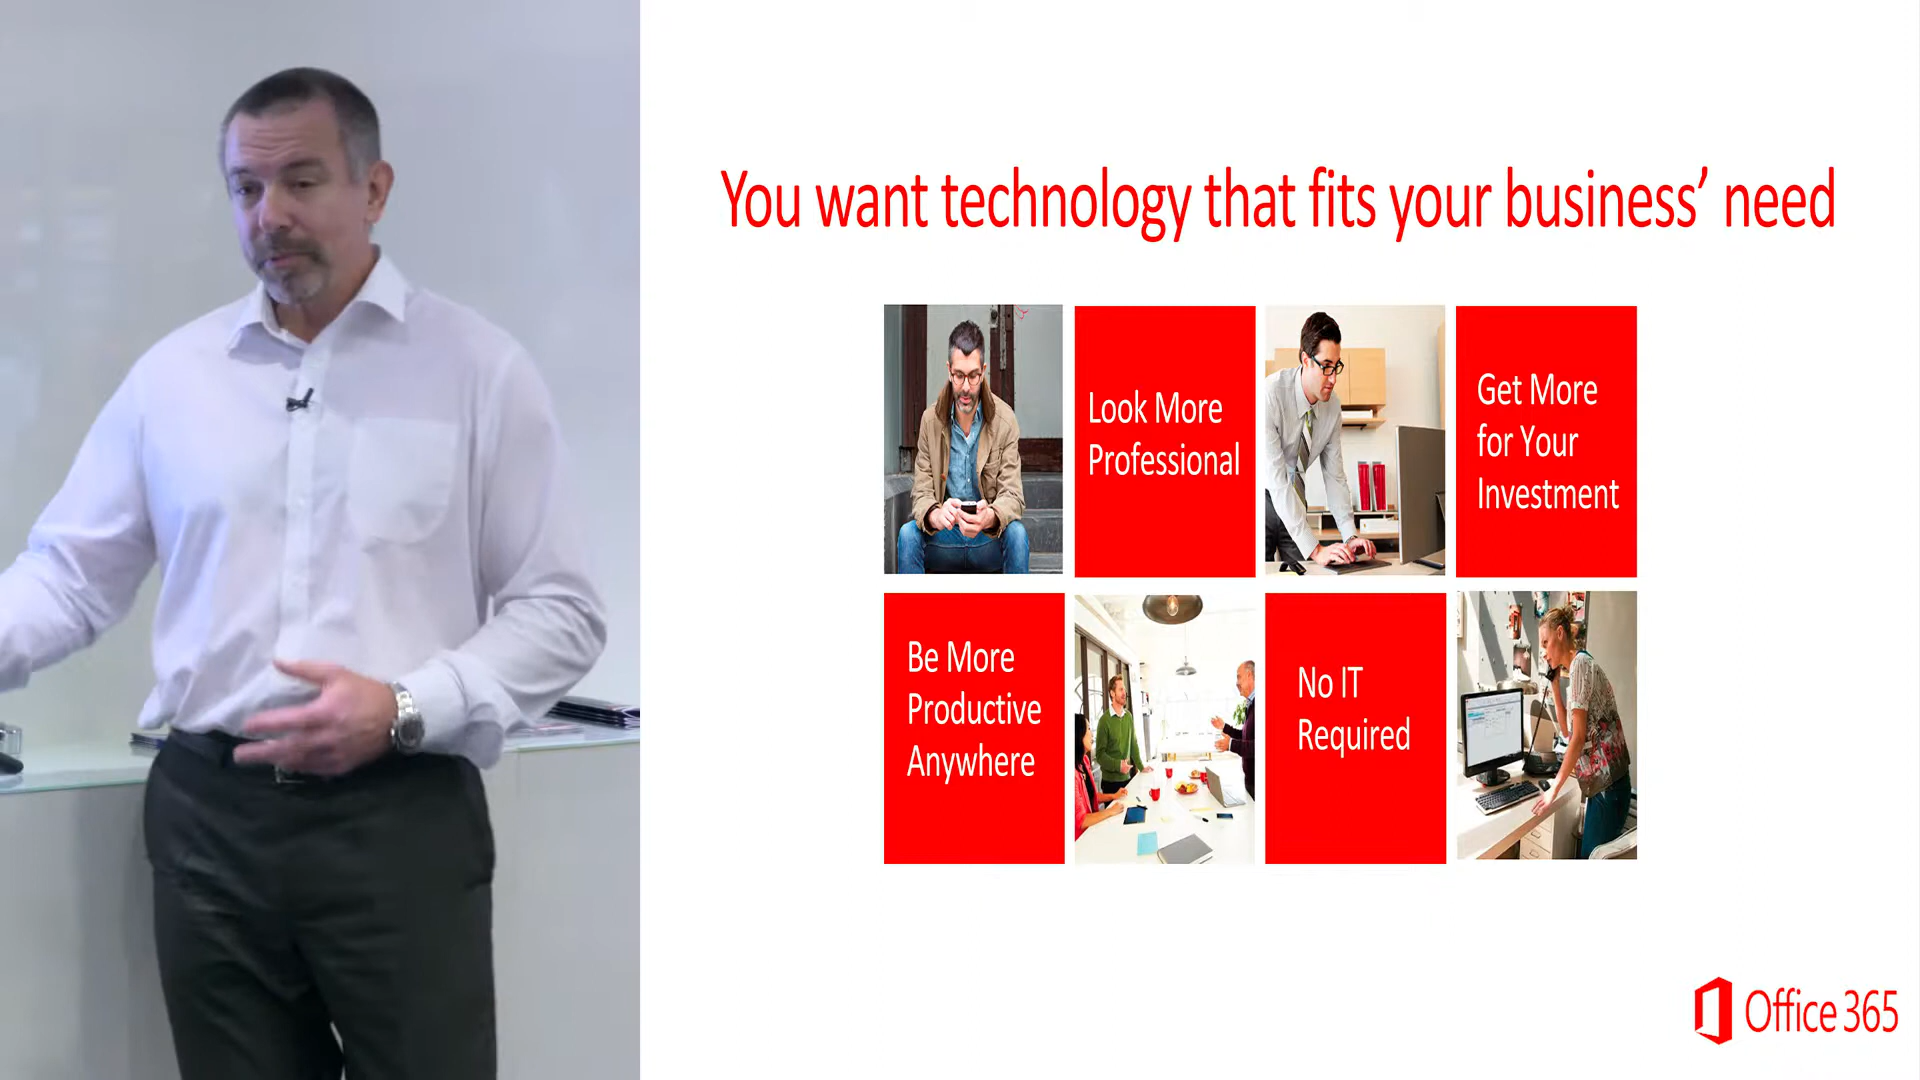 You want technology that fits your business’ need
Look More
Professional
Get More
for Your
Investment
Be More
Productive
Anywhere
No IT
Required
Office 365